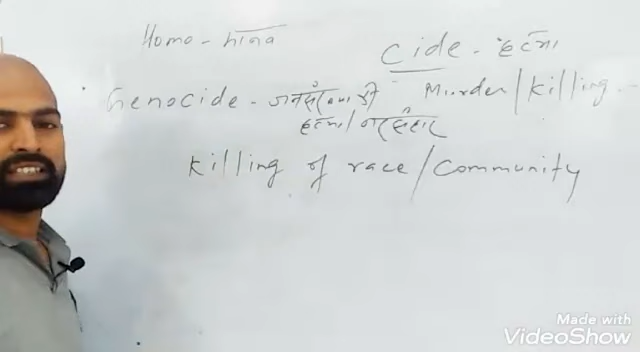 Homo - मानव
Cide - हत्या
Murder/killing -
Genocide - जनसंख्या की
हत्या/नरसंहार
Killing of race/community
Made with
VideoShow